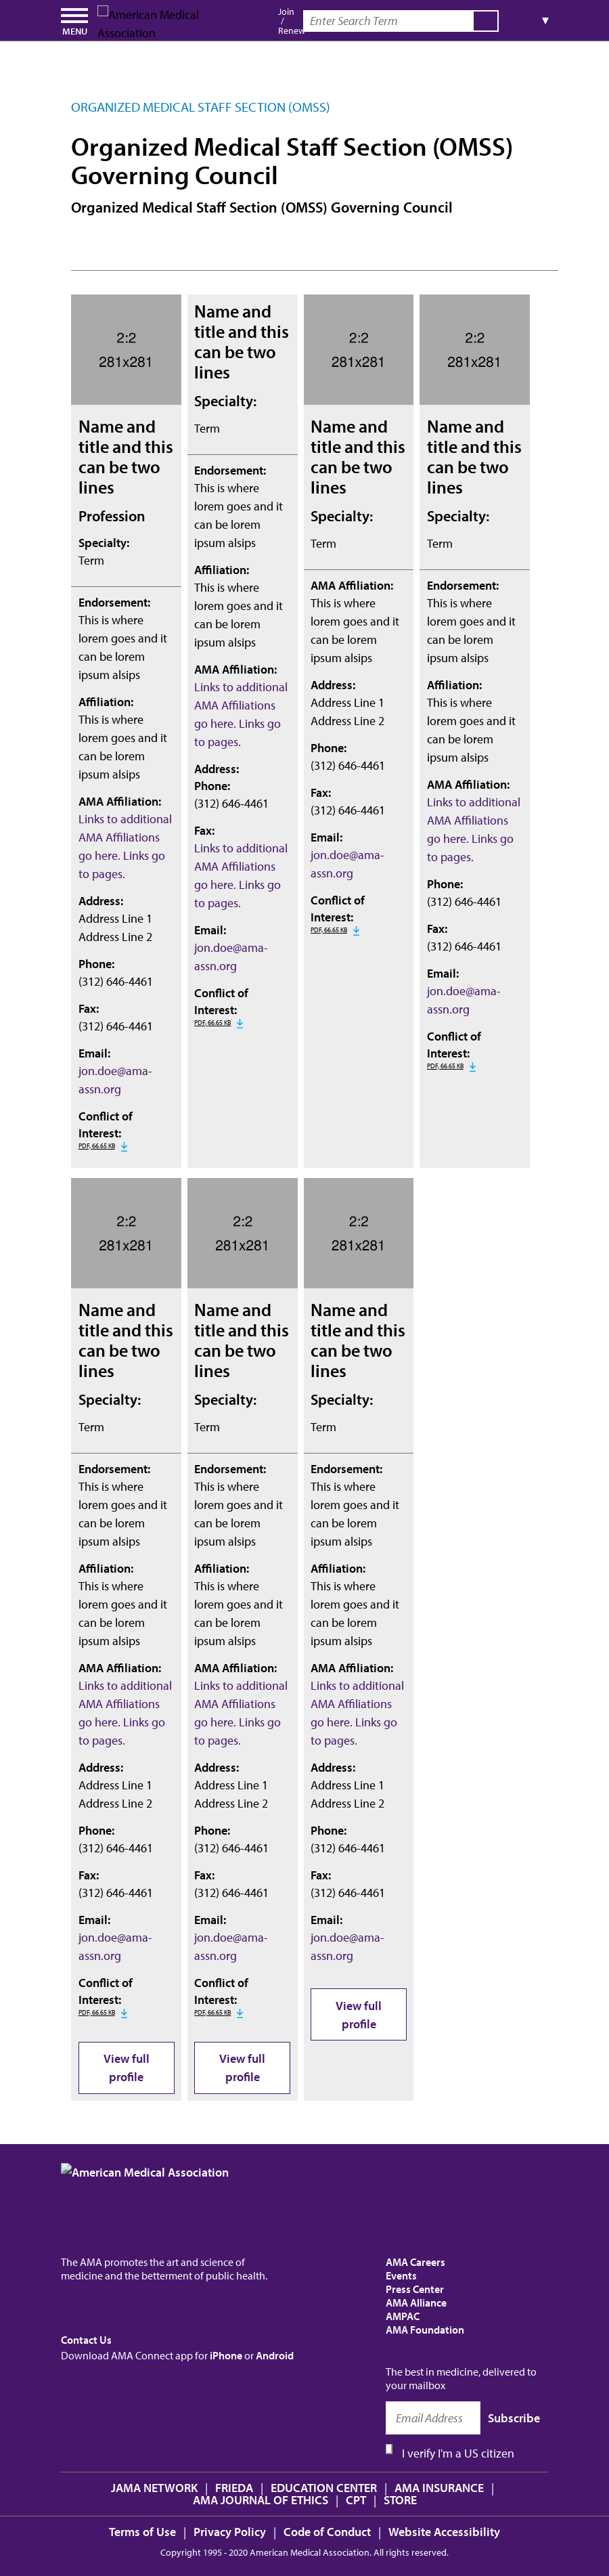 MENU
American Medical
Association
Join
/
Renew
Enter Search Term
▼
ORGANIZED MEDICAL STAFF SECTION (OMSS)
Organized Medical Staff Section (OMSS)
Governing Council
Organized Medical Staff Section (OMSS) Governing Council
2:2
281x281
Name and
title and this
can be two
lines
Profession
Specialty:
Term
Endorsement:
This is where
lorem goes and it
can be lorem
ipsum alsips
Affiliation:
This is where
lorem goes and it
can be lorem
ipsum alsips
AMA Affiliation:
Links to additional
AMA Affiliations
go here. Links go
to pages.
Address:
Address Line 1
Address Line 2
Phone:
(312) 646-4461
Fax:
(312) 646-4461
Email:
jon.doe@ama-
assn.org
Conflict of
Interest:
PDF, 66.65 KB
Name and
title and this
can be two
lines
Specialty:
Term
Endorsement:
This is where
lorem goes and it
can be lorem
ipsum alsips
Affiliation:
This is where
lorem goes and it
can be lorem
ipsum alsips
AMA Affiliation:
Links to additional
AMA Affiliations
go here. Links go
to pages.
Address:
Phone:
(312) 646-4461
Fax:
Links to additional
AMA Affiliations
go here. Links go
to pages.
Email:
jon.doe@ama-
assn.org
Conflict of
Interest:
PDF, 66.65 KB
2:2
281x281
Name and
title and this
can be two
lines
Specialty:
Term
AMA Affiliation:
This is where
lorem goes and it
can be lorem
ipsum alsips
Address:
Address Line 1
Address Line 2
Phone:
(312) 646-4461
Fax:
(312) 646-4461
Email:
jon.doe@ama-
assn.org
Conflict of
Interest:
PDF, 66.65 KB
2:2
281x281
Name and
title and this
can be two
lines
Specialty:
Term
Endorsement:
This is where
lorem goes and it
can be lorem
ipsum alsips
Affiliation:
This is where
lorem goes and it
can be lorem
ipsum alsips
AMA Affiliation:
Links to additional
AMA Affiliations
go here. Links go
to pages.
Phone:
(312) 646-4461
Fax:
(312) 646-4461
Email:
jon.doe@ama-
assn.org
Conflict of
Interest:
PDF, 66.65 KB
2:2
281x281
Name and
title and this
can be two
lines
Specialty:
Term
Endorsement:
This is where
lorem goes and it
can be lorem
ipsum alsips
Affiliation:
This is where
lorem goes and it
can be lorem
ipsum alsips
AMA Affiliation:
Links to additional
AMA Affiliations
go here. Links go
to pages.
Address:
Address Line 1
Address Line 2
Phone:
(312) 646-4461
Fax:
(312) 646-4461
Email:
jon.doe@ama-
assn.org
Conflict of
Interest:
PDF, 66.65 KB
View full
profile
2:2
281x281
Name and
title and this
can be two
lines
Specialty:
Term
Endorsement:
This is where
lorem goes and it
can be lorem
ipsum alsips
Affiliation:
This is where
lorem goes and it
can be lorem
ipsum alsips
AMA Affiliation:
Links to additional
AMA Affiliations
go here. Links go
to pages.
Address:
Address Line 1
Address Line 2
Phone:
(312) 646-4461
Fax:
(312) 646-4461
Email:
jon.doe@ama-
assn.org
Conflict of
Interest:
PDF, 66.65 KB
View full
profile
2:2
281x281
Name and
title and this
can be two
lines
Specialty:
Term
Endorsement:
This is where
lorem goes and it
can be lorem
ipsum alsips
Affiliation:
This is where
lorem goes and it
can be lorem
ipsum alsips
AMA Affiliation:
Links to additional
AMA Affiliations
go here. Links go
to pages.
Address:
Address Line 1
Address Line 2
Phone:
(312) 646-4461
Fax:
(312) 646-4461
Email:
jon.doe@ama-
assn.org
View full
profile
American Medical Association
The AMA promotes the art and science of
medicine and the betterment of public health.
Contact Us
Download AMA Connect app for iPhone or Android
AMA Careers
Events
Press Center
AMA Alliance
AMPAC
AMA Foundation
The best in medicine, delivered to
your mailbox
Email Address
Subscribe
I verify I'm a US citizen
JAMA NETWORK | FRIEDA | EDUCATION CENTER | AMA INSURANCE |
AMA JOURNAL OF ETHICS | CPT | STORE
Terms of Use | Privacy Policy | Code of Conduct | Website Accessibility
Copyright 1995 - 2020 American Medical Association. All rights reserved.